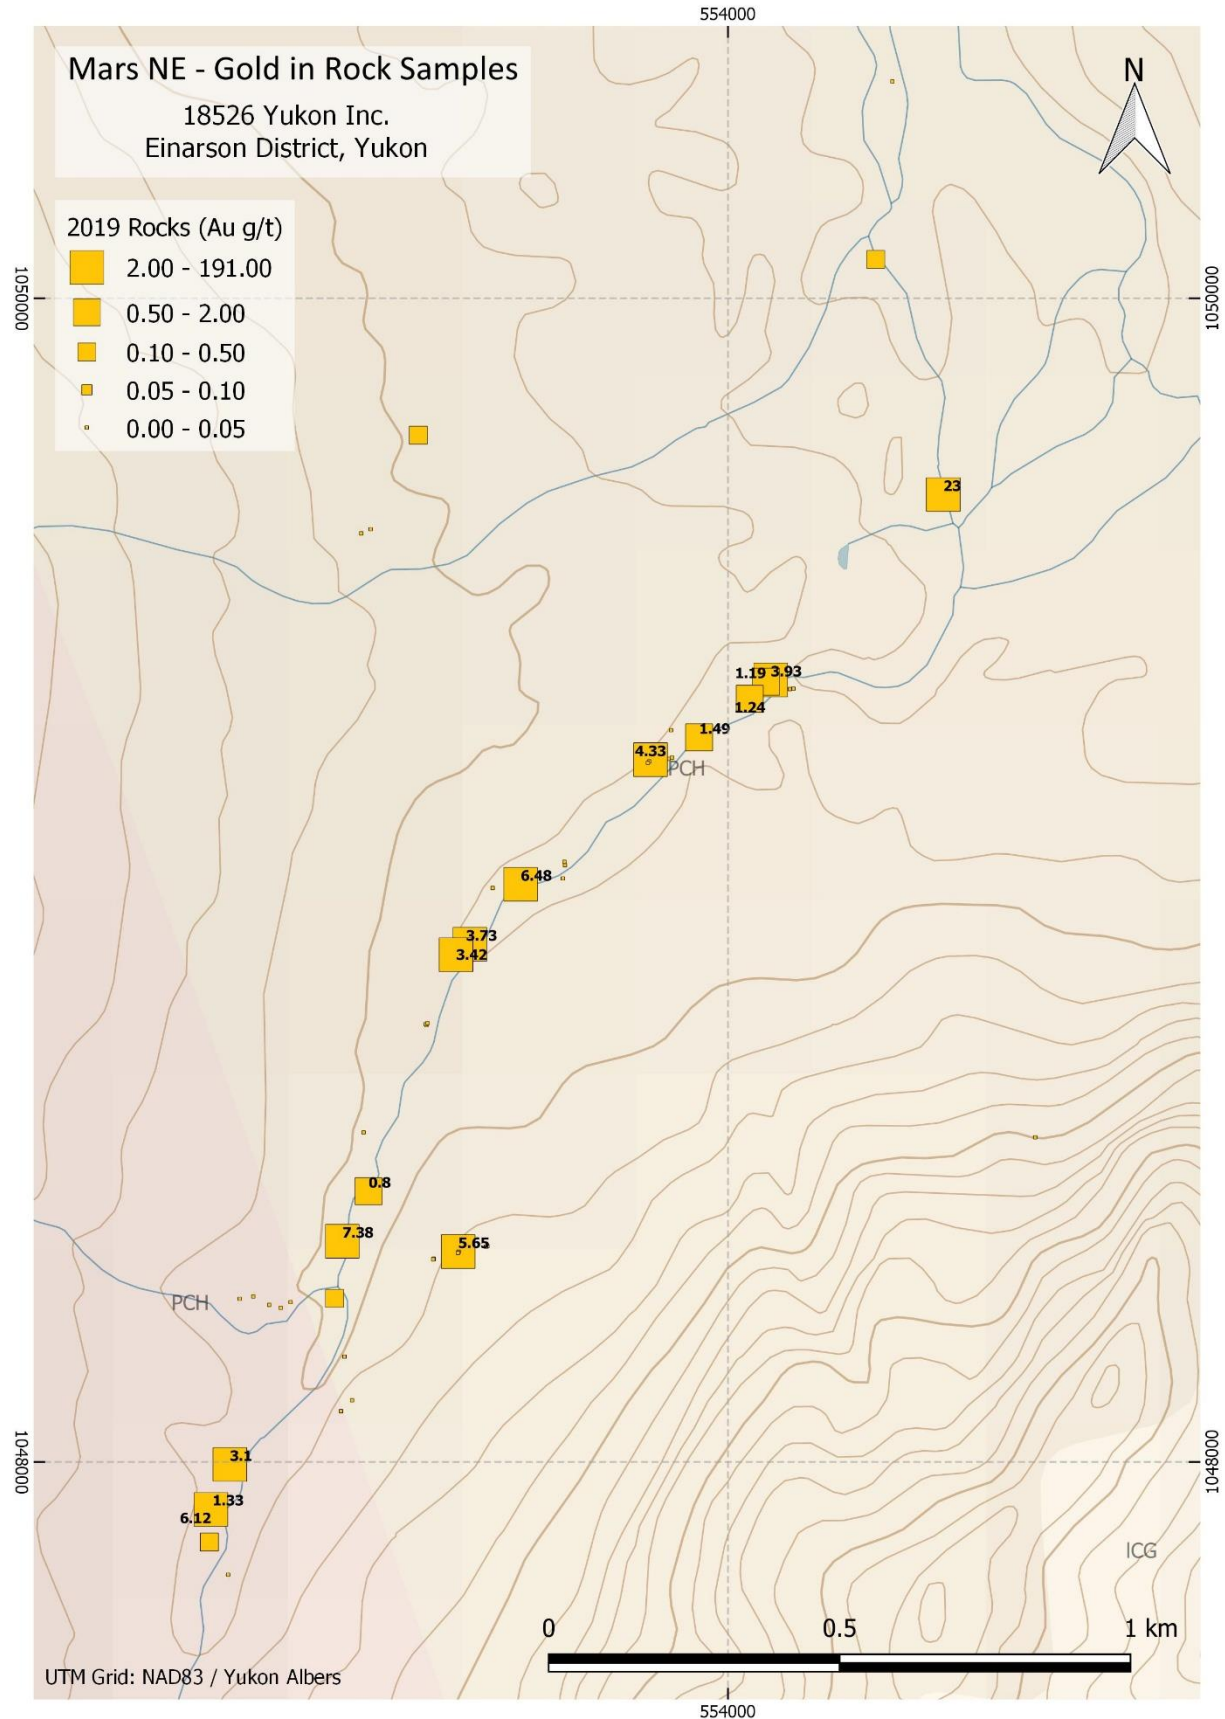 554000
Mars NE - Gold in Rock Samples
18526 Yukon Inc.
Einarson District, Yukon
N
2019 Rocks (Au g/t)
2.00 - 191.00
0.50 - 2.00
0.10 - 0.50
0.05 - 0.10
0.00 - 0.05
1050000
1050000
23
1.19
3.93
1.24
1.49
4.33
PCH
6.48
3.73
3.42
0.8
7.38
5.65
PCH
3.1
1048000
1048000
1.33
6.12
ICG
0
0.5
1 km
UTM Grid: NAD83 / Yukon Albers
554000